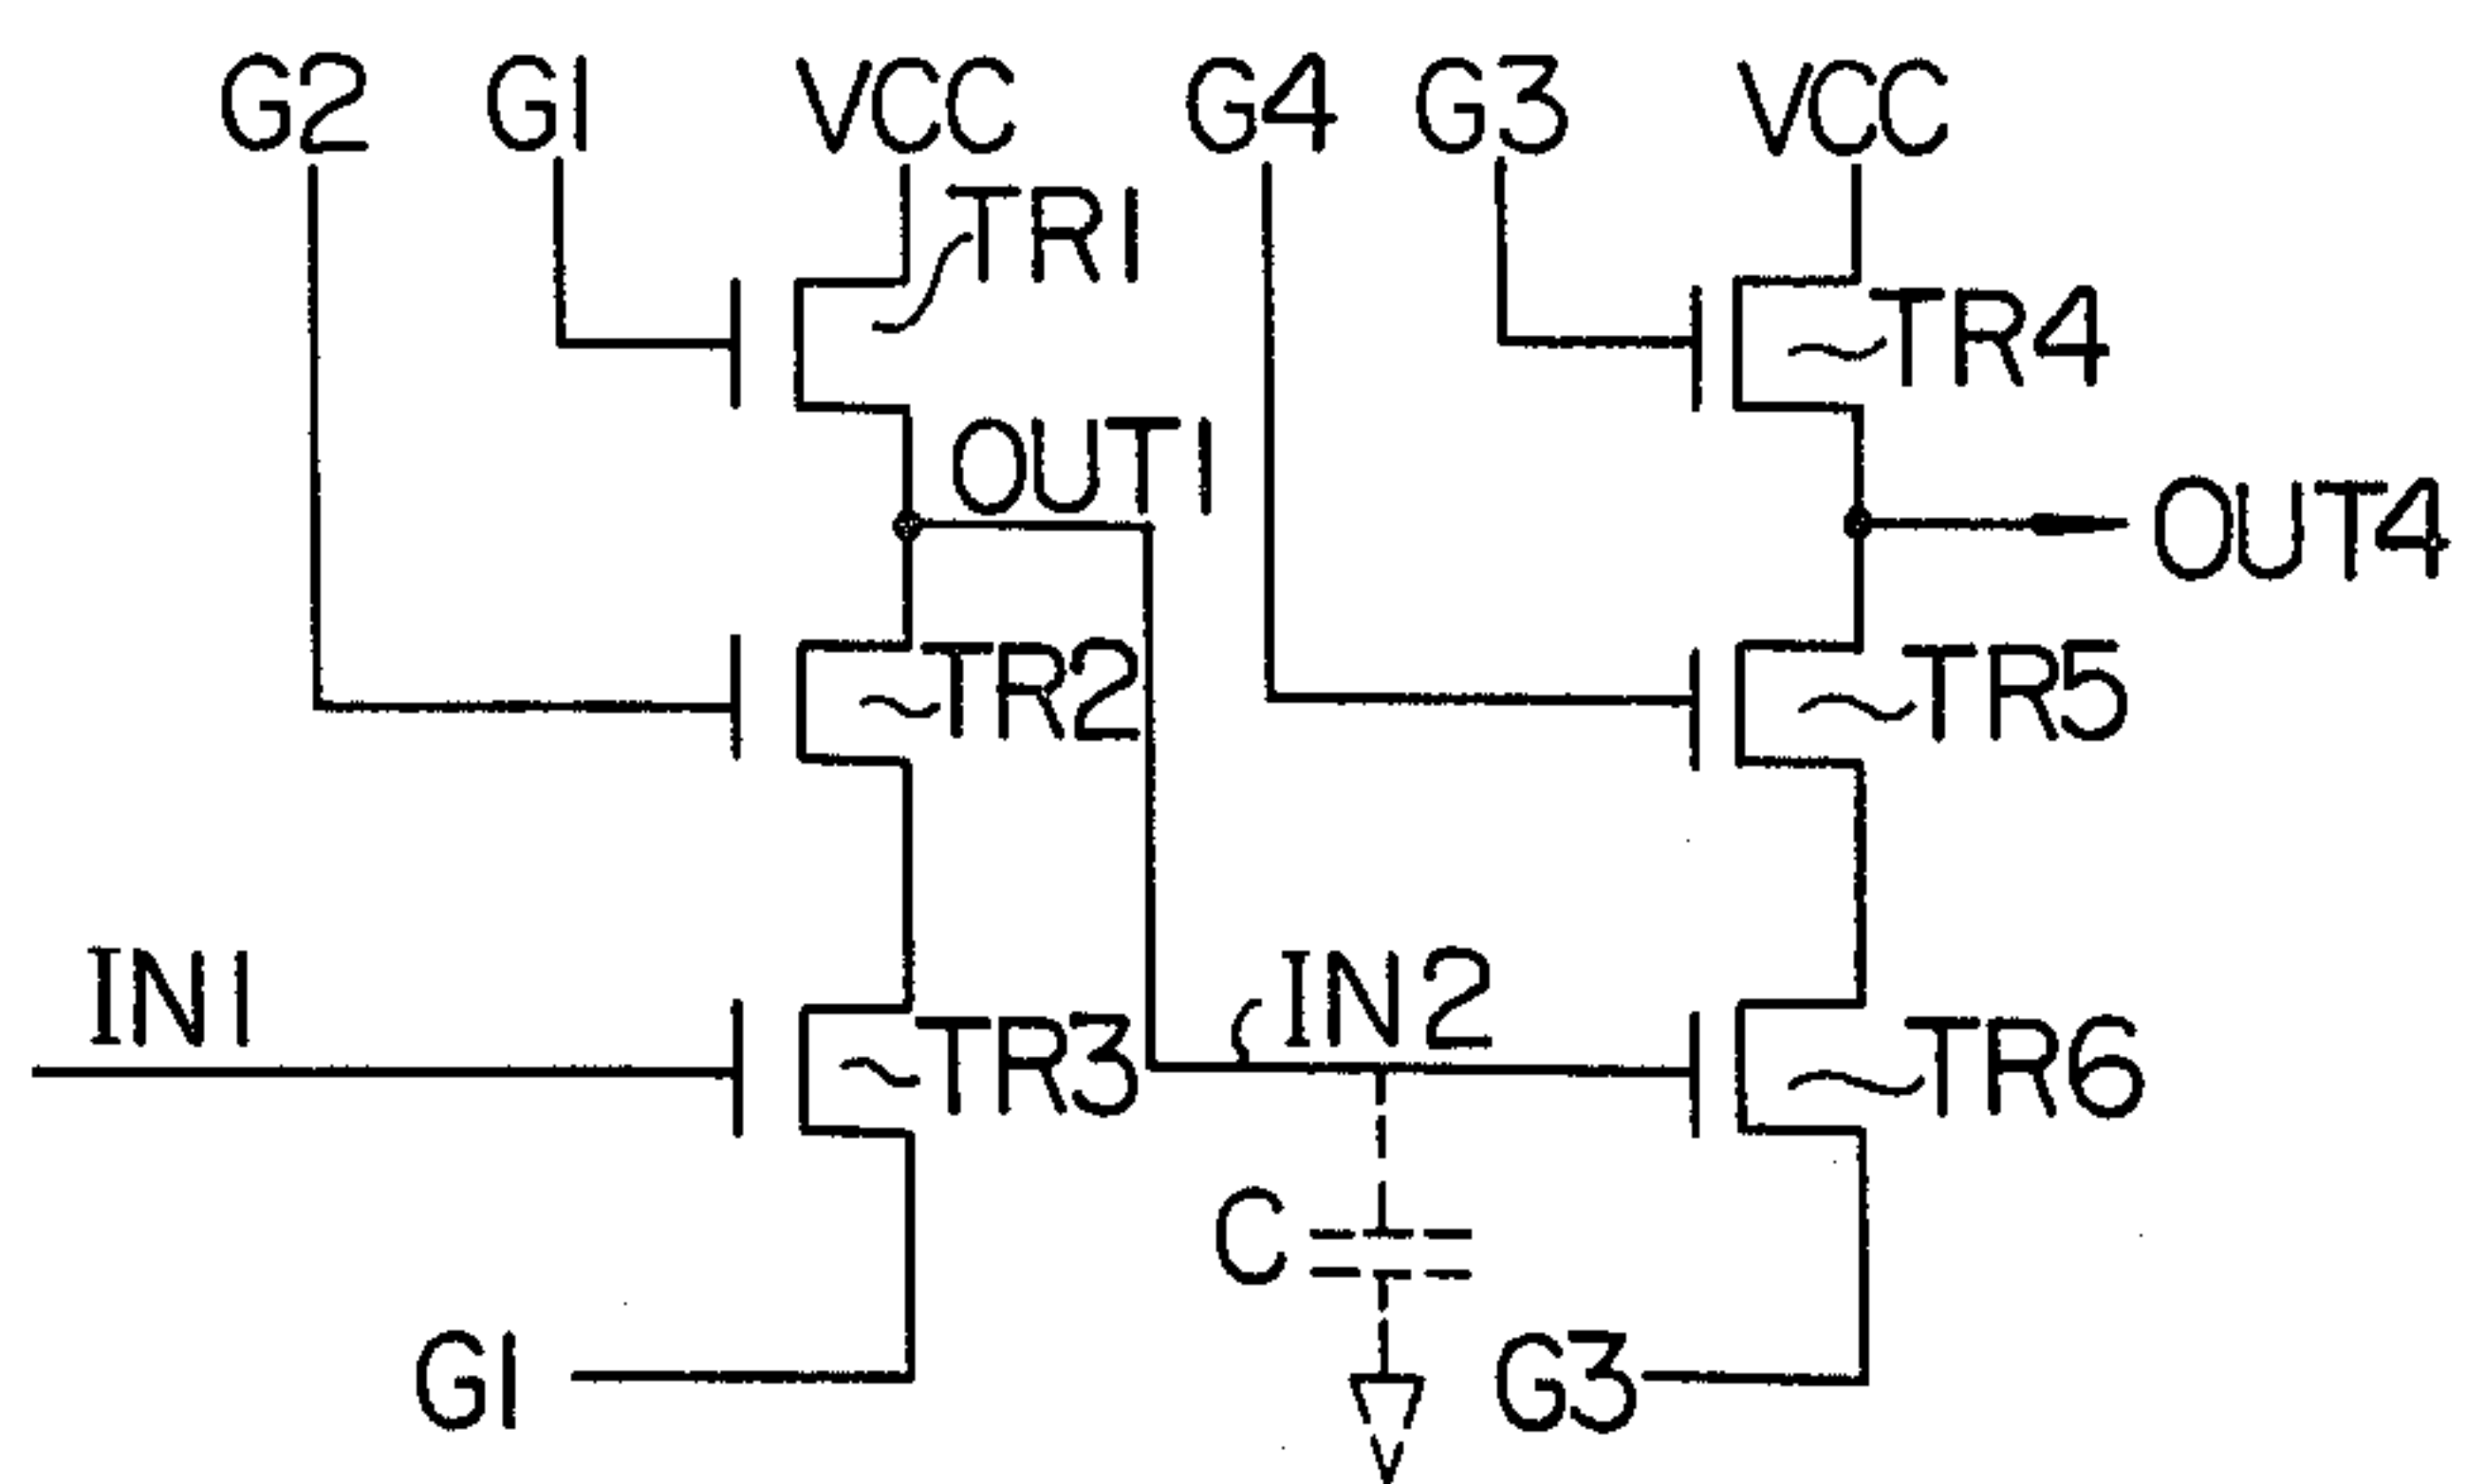 G2 G1 VCC G4 G3 VCC
TR1
TR4
OUT1
OUT4
TR2 TR5
IN1 IN2
TR3 TR6
C
G1 G3